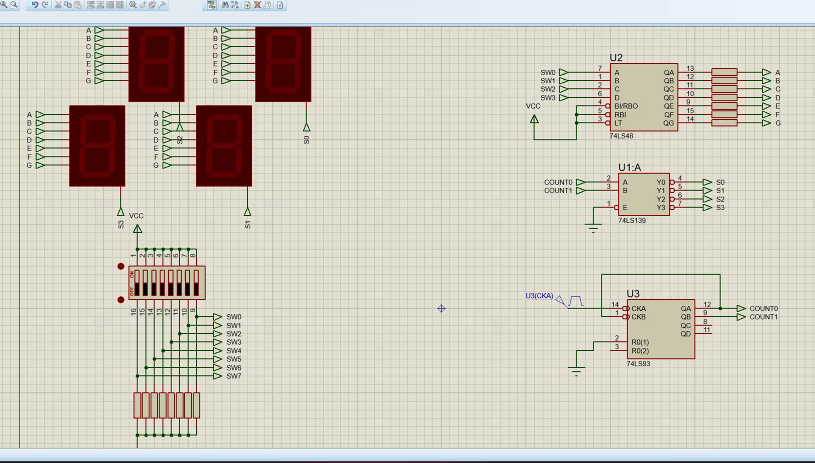 A
B
C
D
E
F
G
A
B
C
D
E
F
G
S2
S0
A
B
C
D
E
F
G
A
B
C
D
E
F
G
S3
S1
VCC
1 2 3 4 5 6 7 8
ON
OFF
16 15 14 13 12 11 10 9
SW0
SW1
SW2
SW3
SW4
SW5
SW6
SW7
U2
SW0 7 A QA 13 A
SW1 1 B QB 12 B
SW2 2 C QC 11 C
SW3 6 D QD 10 D
VCC 4 BI/RBO QE 9 E
5 RBI QF 15 F
3 LT QG 14 G
74LS48
U1:A
COUNT0 2 A Y0 4 S0
COUNT1 3 B Y1 5 S1
Y2 6 S2
1 E Y3 7 S3
74LS139
U3(CKA)
U3
14 CKA QA 12 COUNT0
1 CKB QB 9 COUNT1
QC 8
QD 11
2 R0(1)
3 R0(2)
74LS93